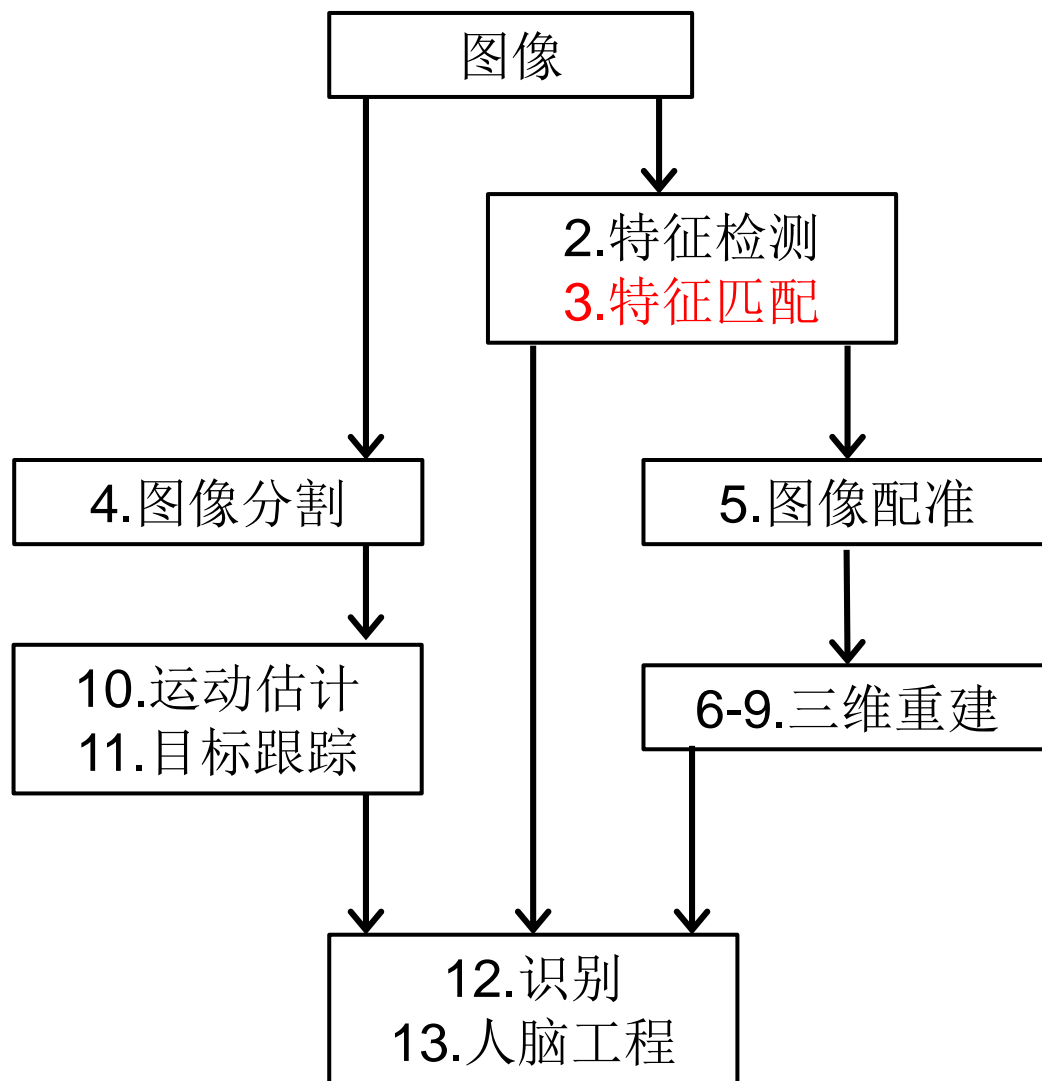 图像
2.特征检测
3.特征匹配
4.图像分割
5.图像配准
10.运动估计
11.目标跟踪
6-9.三维重建
12.识别
13.人脑工程